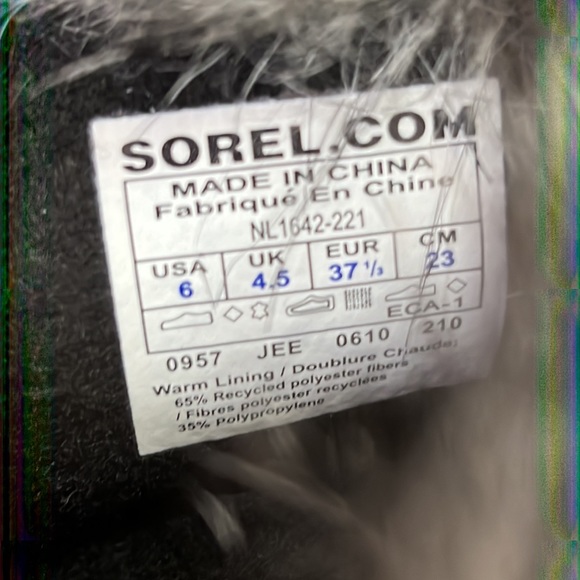 SOREL.COM
MADE IN CHINA
Fabriqué En Chine
NL1642-221
USA UK EUR CM
6 4.5 37 1/3 23
ECA-1
0957 JEE 0610 210
Warm Lining / Doublure Chaude:
65% Recycled polyester fibers
/ Fibres polyester recyclées
35% Polypropylene